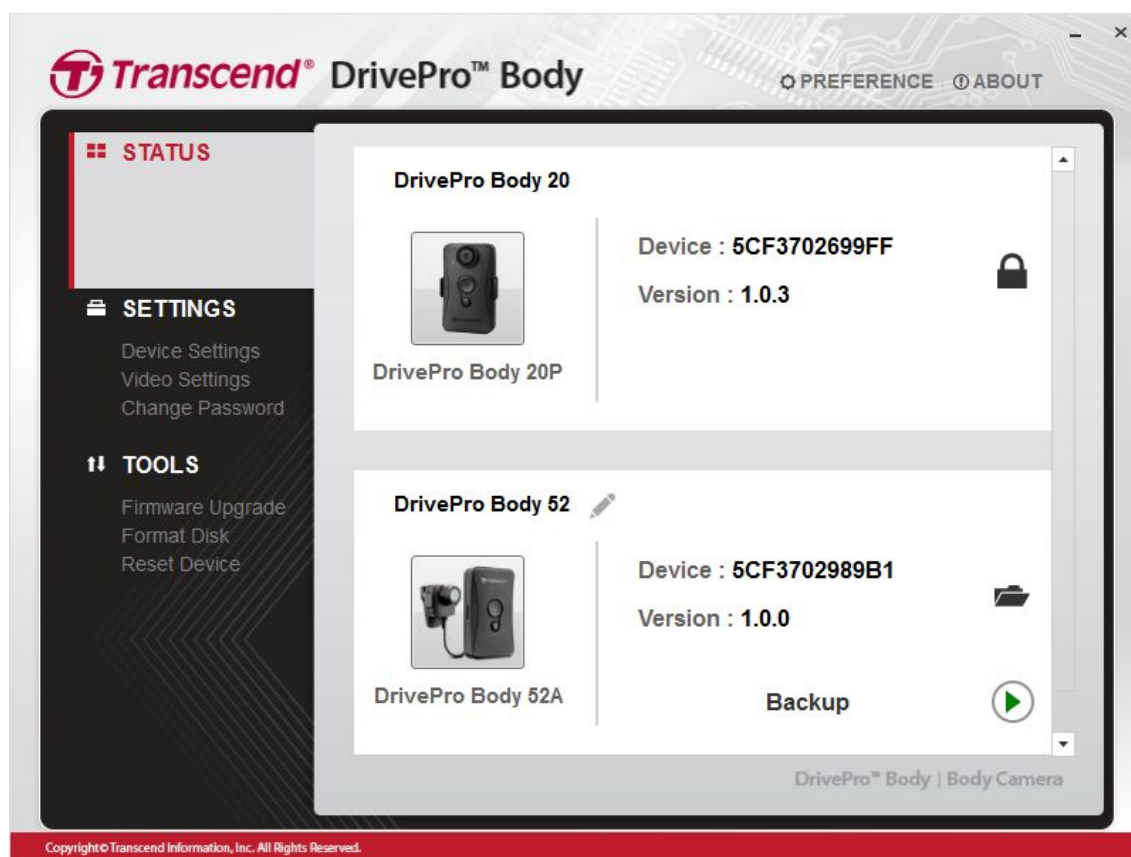 Transcend® DrivePro™ Body
PREFERENCE ABOUT
STATUS
SETTINGS
Device Settings
Video Settings
Change Password
TOOLS
Firmware Upgrade
Format Disk
Reset Device
DrivePro Body 20
Device : 5CF3702699FF
Version : 1.0.3
DrivePro Body 20P
DrivePro Body 52
Device : 5CF3702989B1
Version : 1.0.0
DrivePro Body 52A
Backup
DrivePro™ Body | Body Camera
Copyright©Transcend Information, Inc. All Rights Reserved.